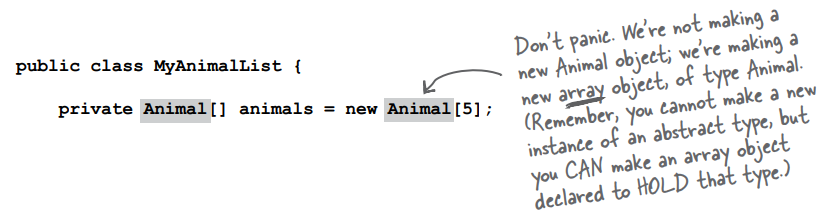 public class MyAnimalList {
private Animal[] animals = new Animal[5];
Don't panic. We're not making a
new Animal object; we're making a
new array object, of type Animal.
(Remember, you cannot make a new
instance of an abstract type, but
you CAN make an array object
declared to HOLD that type.)